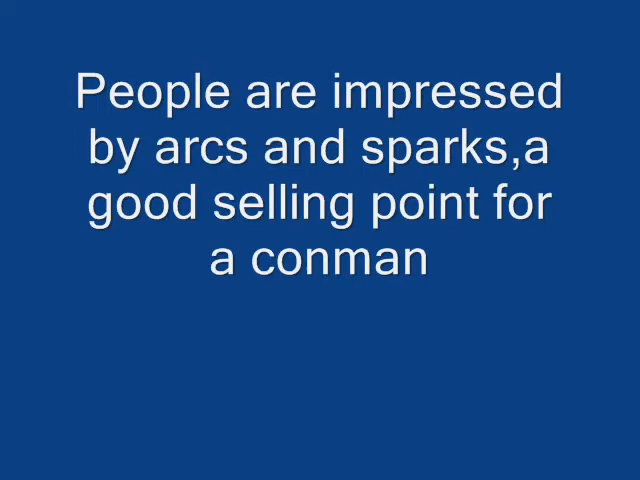 People are impressed
by arcs and sparks,a
good selling point for
a conman